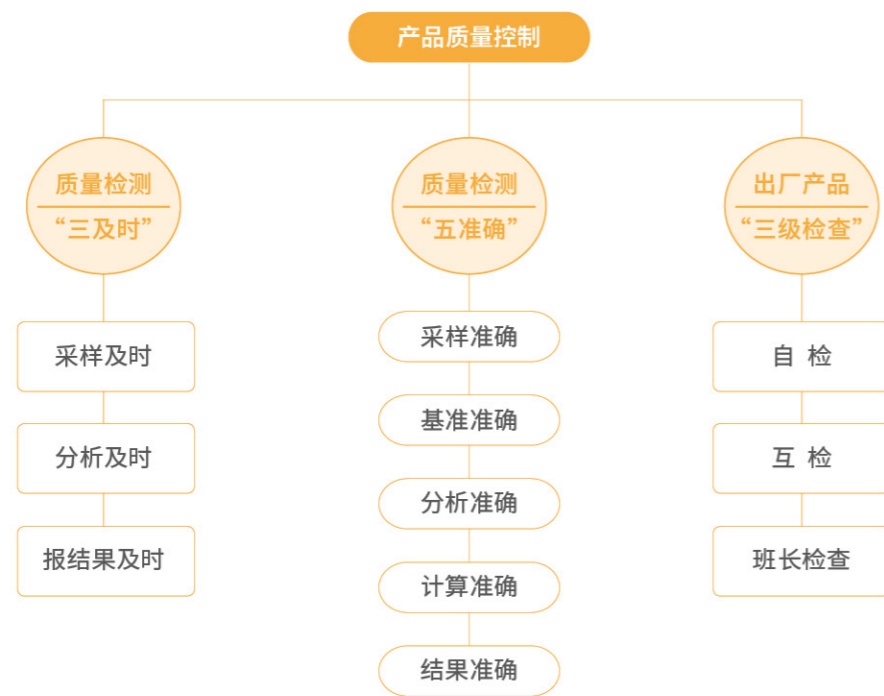 产品质量控制
质量检测
“三及时”
采样及时
分析及时
报结果及时
质量检测
“五准确”
采样准确
基准准确
分析准确
计算准确
结果准确
出厂产品
“三级检查”
自 检
互 检
班长检查